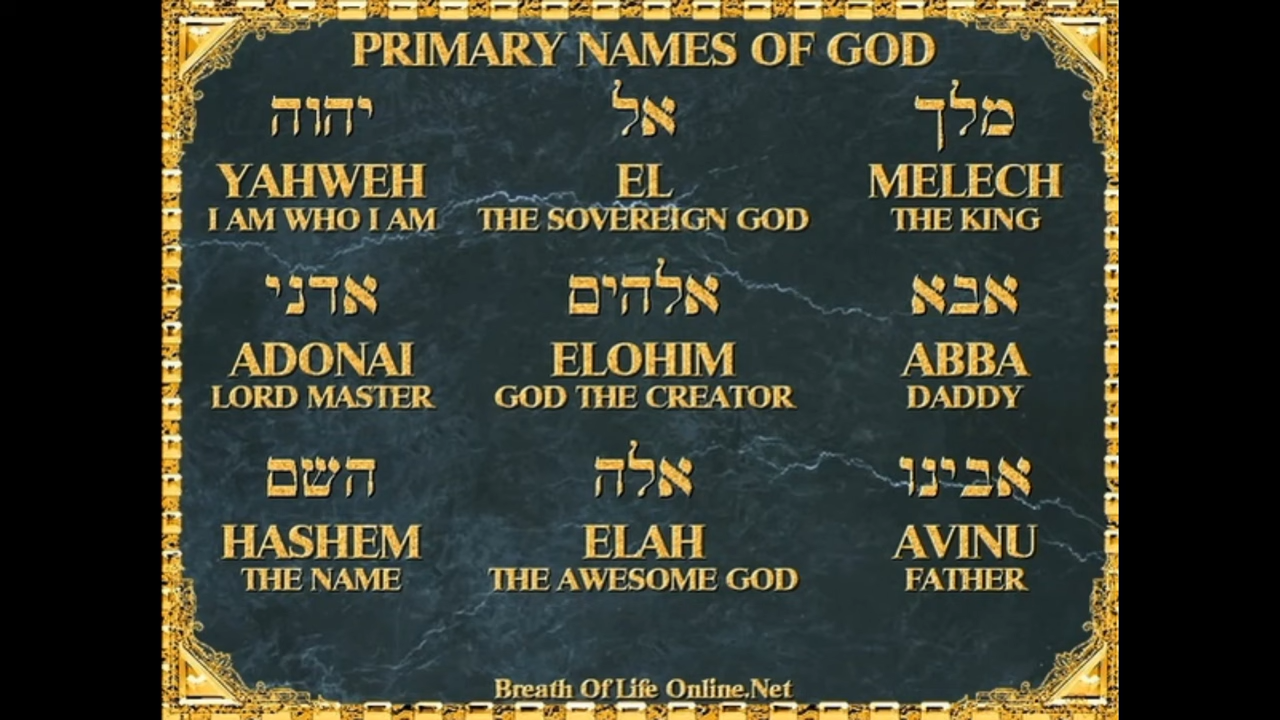 PRIMARY NAMES OF GOD
יהוה אל מלך
YAHWEH EL MELECH
I AM WHO I AM THE SOVEREIGN GOD THE KING
אדני אלהים אבא
ADONAI ELOHIM ABBA
LORD MASTER GOD THE CREATOR DADDY
השם אלה אבינו
HASHEM ELAH AVINU
THE NAME THE AWESOME GOD FATHER
Breath Of Life Online.Net